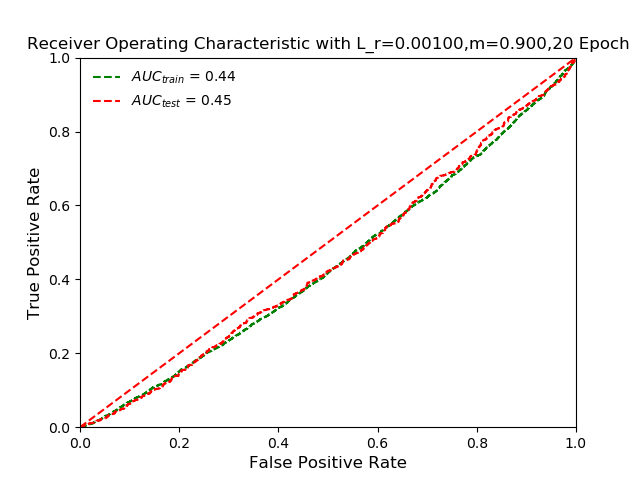 Receiver Operating Characteristic with L_r=0.00100,m=0.900,20 Epoch
1.0
AUCtrain = 0.44
AUCtest = 0.45
0.8
0.6
0.4
0.2
0.0
True Positive Rate
0.0 0.2 0.4 0.6 0.8 1.0
False Positive Rate